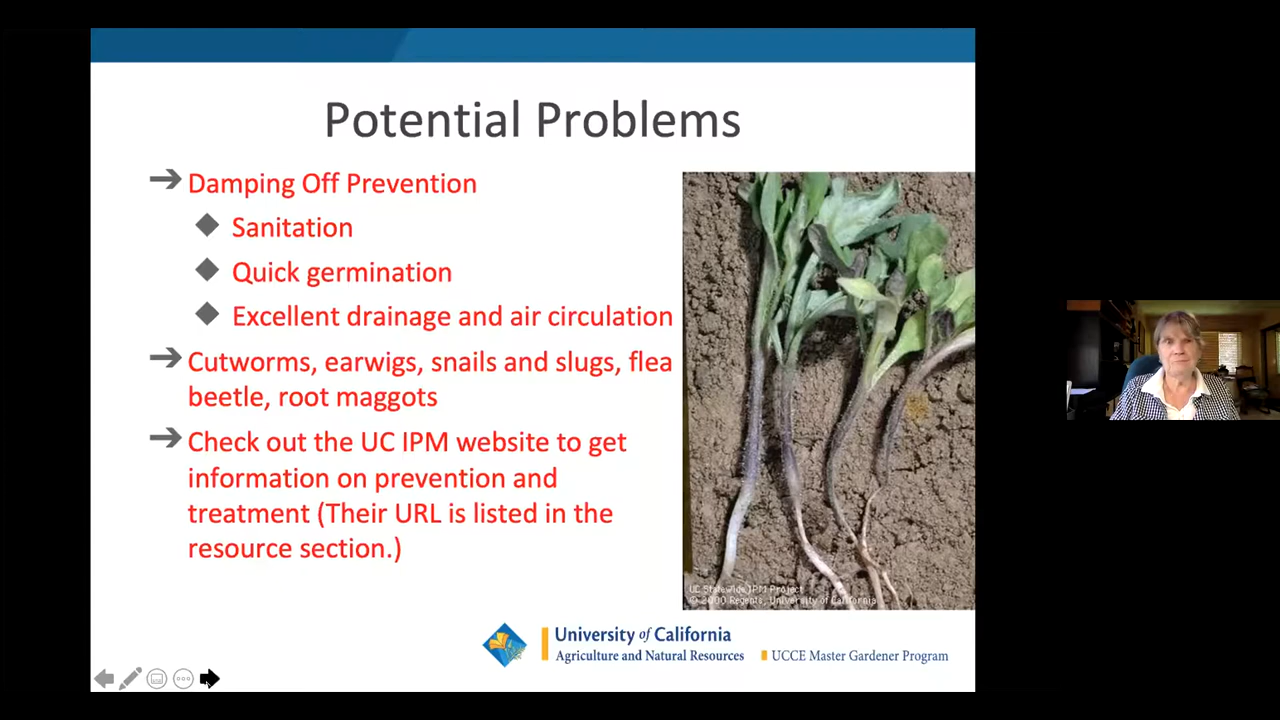 Potential Problems
Damping Off Prevention
Sanitation
Quick germination
Excellent drainage and air circulation
Cutworms, earwigs, snails and slugs, flea
beetle, root maggots
Check out the UC IPM website to get
information on prevention and
treatment (Their URL is listed in the
resource section.)
UC Statewide IPM Project
© 2000 Regents, University of California
University of California
Agriculture and Natural Resources
UCCE Master Gardener Program